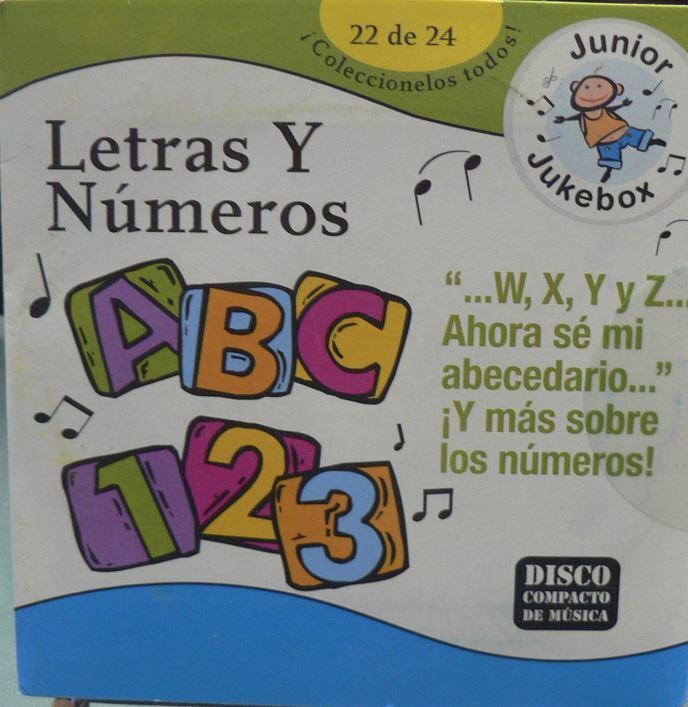 22 de 24
¡Coleccionelos todos!
Junior
Jukebox
Letras Y
Números
ABC
123
“...W, X, Y y Z...
Ahora sé mi
abecedario...”
¡Y más sobre
los números!
DISCO
COMPACTO
DE MÚSICA